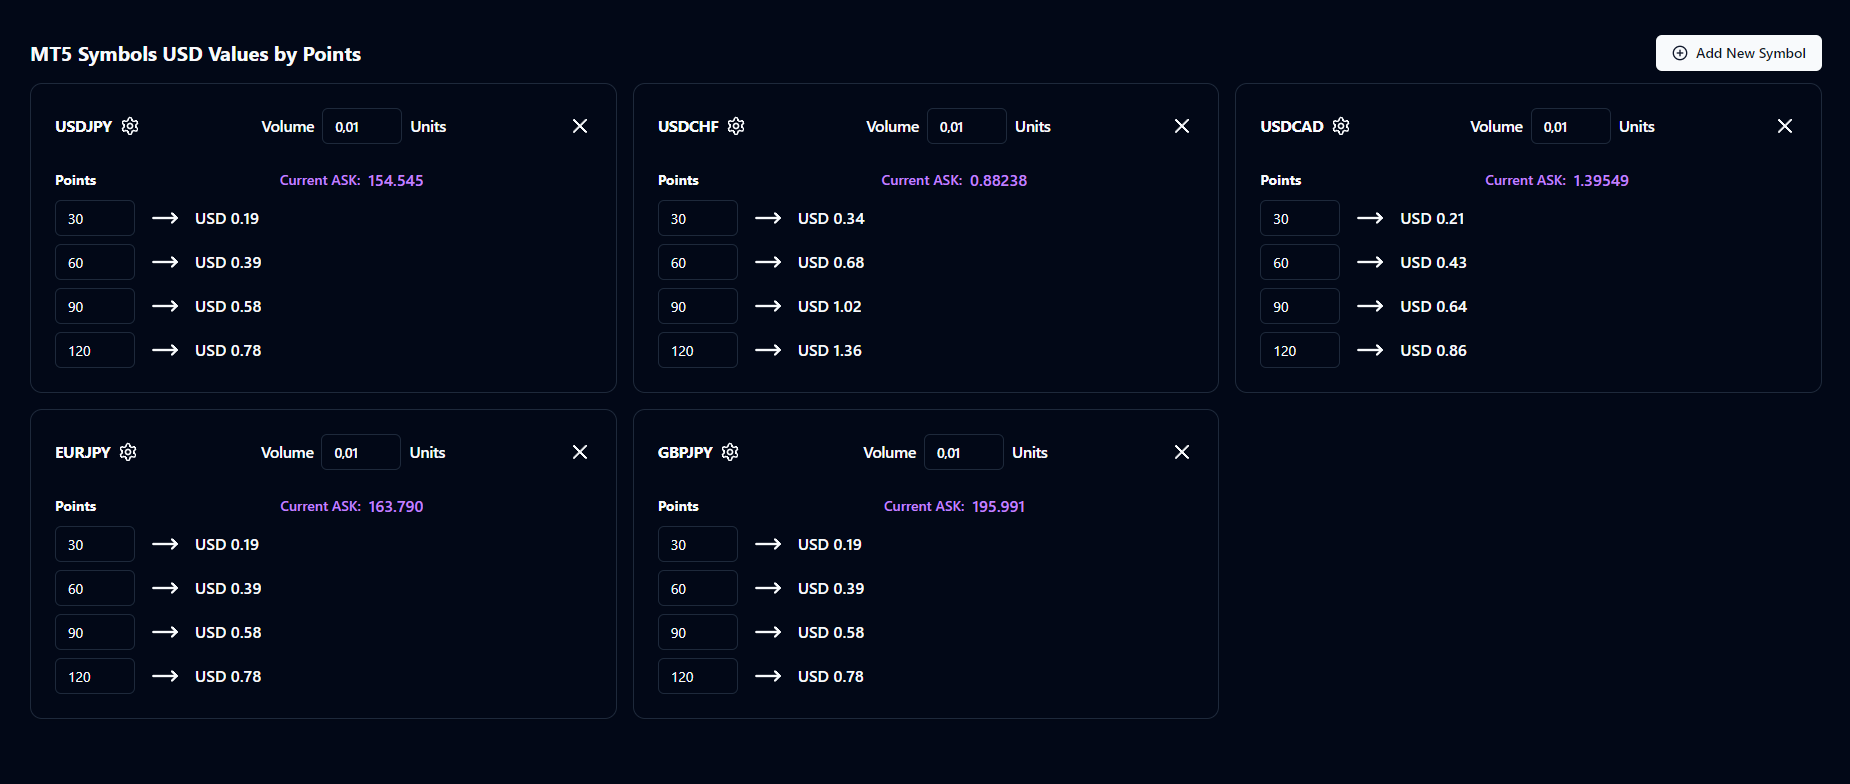 MT5 Symbols USD Values by Points
Add New Symbol
USDJPY Volume 0,01 Units
Points Current ASK: 154.545
30 → USD 0.19
60 → USD 0.39
90 → USD 0.58
120 → USD 0.78
USDCHF Volume 0,01 Units
Points Current ASK: 0.88238
30 → USD 0.34
60 → USD 0.68
90 → USD 1.02
120 → USD 1.36
USDCAD Volume 0,01 Units
Points Current ASK: 1.39549
30 → USD 0.21
60 → USD 0.43
90 → USD 0.64
120 → USD 0.86
EURJPY Volume 0,01 Units
Points Current ASK: 163.790
30 → USD 0.19
60 → USD 0.39
90 → USD 0.58
120 → USD 0.78
GBPJPY Volume 0,01 Units
Points Current ASK: 195.991
30 → USD 0.19
60 → USD 0.39
90 → USD 0.58
120 → USD 0.78